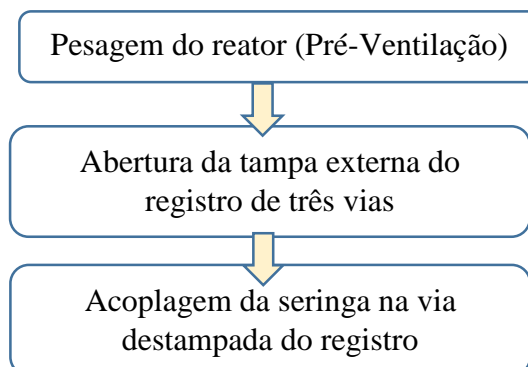 Pesagem do reator (Pré-Ventilação)
Abertura da tampa externa do
registro de três vias
Acoplagem da seringa na via
destampada do registro